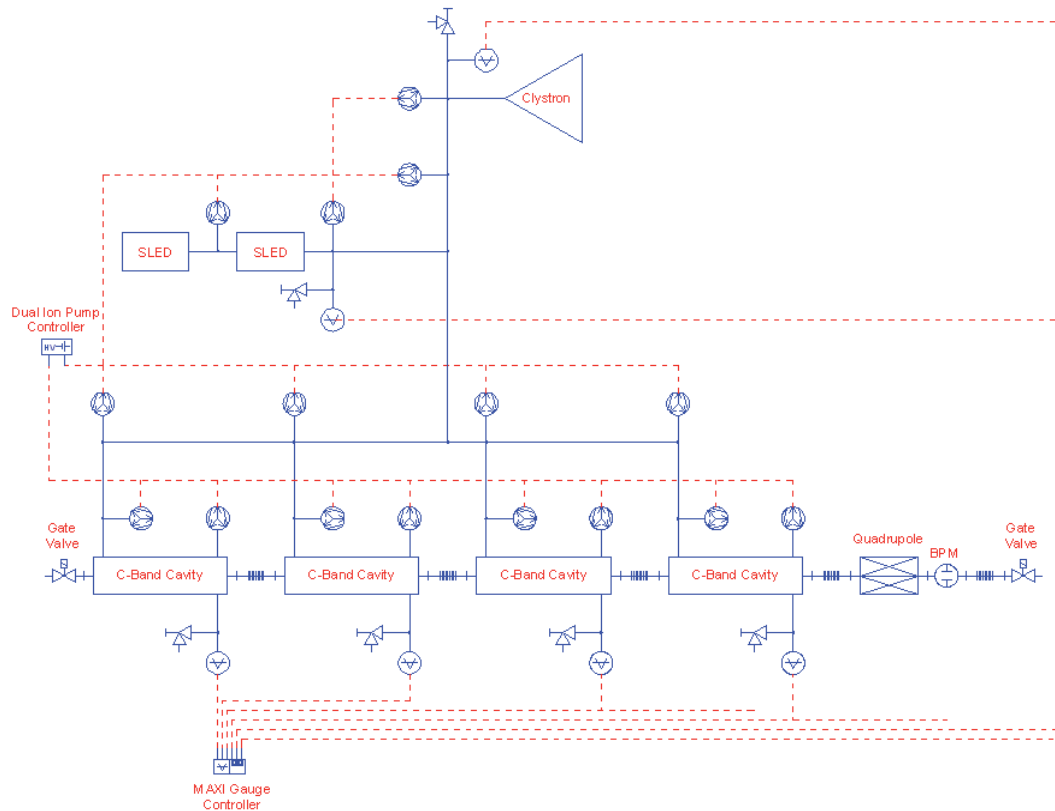 Clystron
SLED
SLED
Dual Ion Pump
Controller
HV
Gate
Valve
C-Band Cavity
C-Band Cavity
C-Band Cavity
C-Band Cavity
Quadrupole
BPM
Gate
Valve
MAXI Gauge
Controller